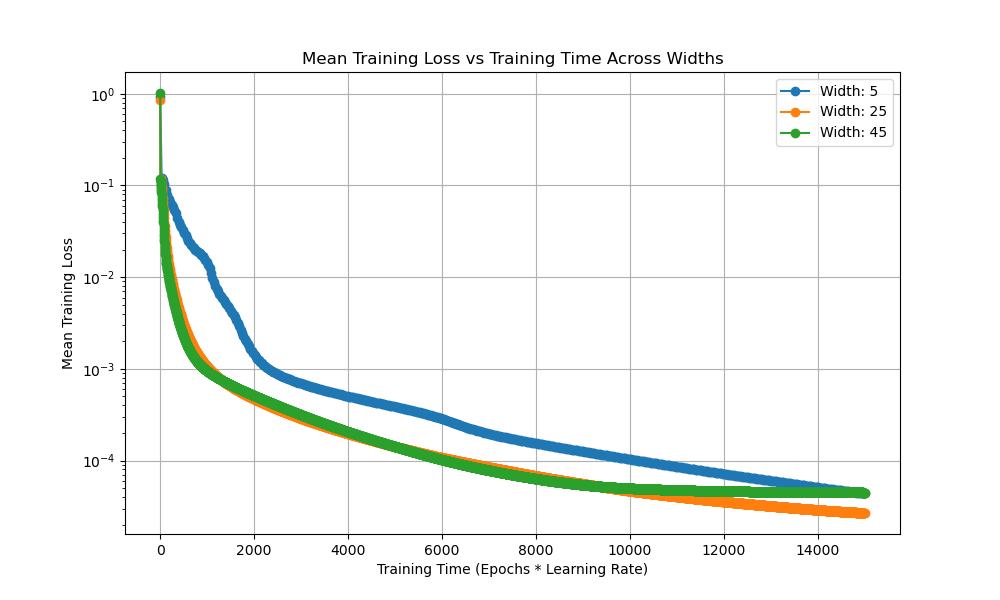 Mean Training Loss vs Training Time Across Widths
Width: 5
Width: 25
Width: 45
Mean Training Loss
10⁰
10⁻¹
10⁻²
10⁻³
10⁻⁴
0 2000 4000 6000 8000 10000 12000 14000
Training Time (Epochs * Learning Rate)